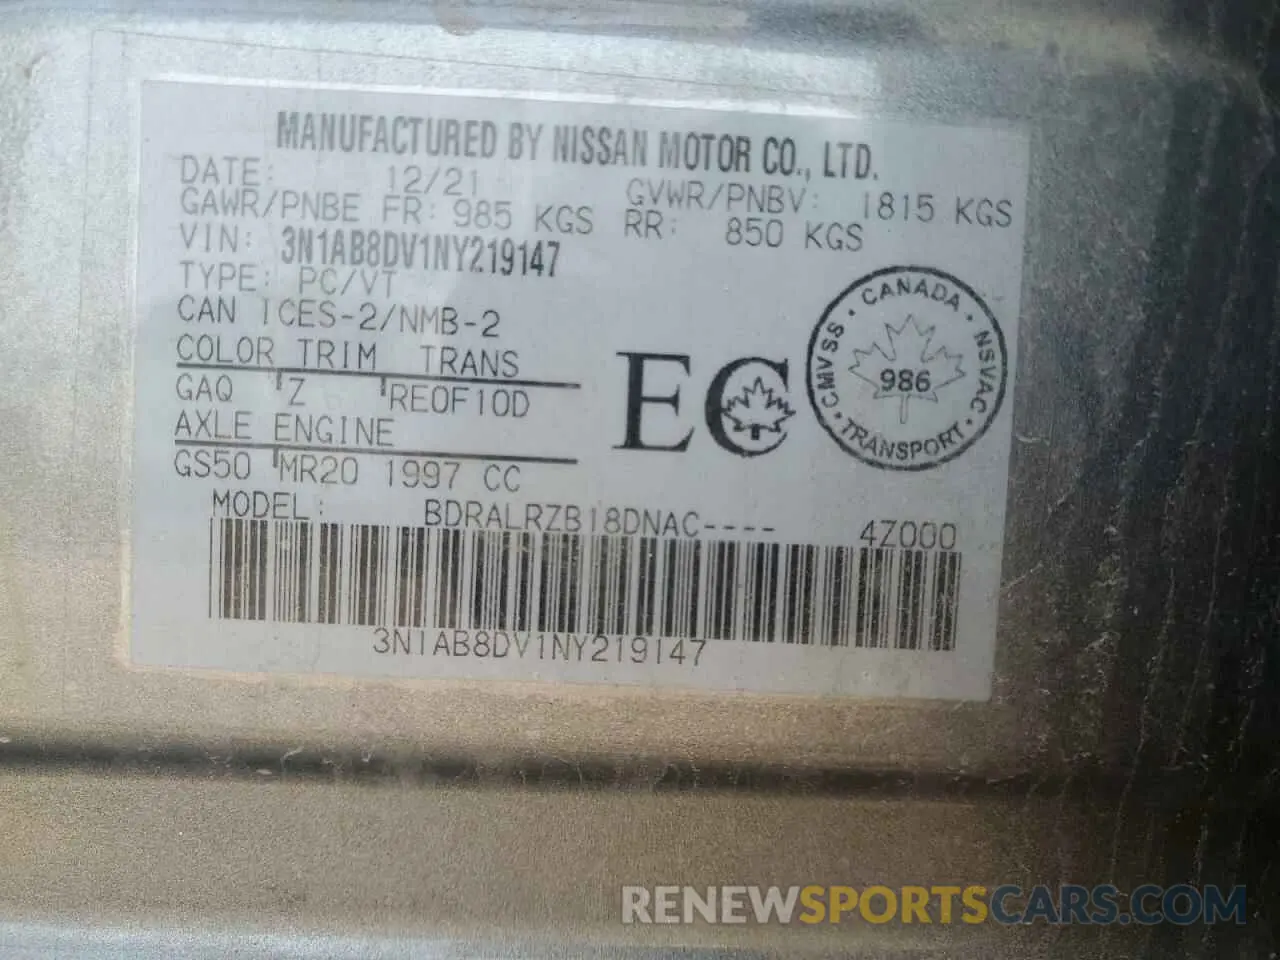 MANUFACTURED BY NISSAN MOTOR CO., LTD.
DATE: 12/21 GVWR/PNBV: 1815 KGS
GAWR/PNBE FR: 985 KGS RR: 850 KGS
VIN: 3N1AB8DV1NY219147
TYPE: PC/VT
CAN ICES-2/NMB-2
COLOR TRIM TRANS
GAQ Z RE0F10D
AXLE ENGINE
GS50 MR20 1997 CC
EC
CANADA · NSVAC · TRANSPORT · CMVSS ·
986
MODEL: BDRALRZB18DNAC---- 4Z000
3N1AB8DV1NY219147
RENEWSPORTSCARS.COM